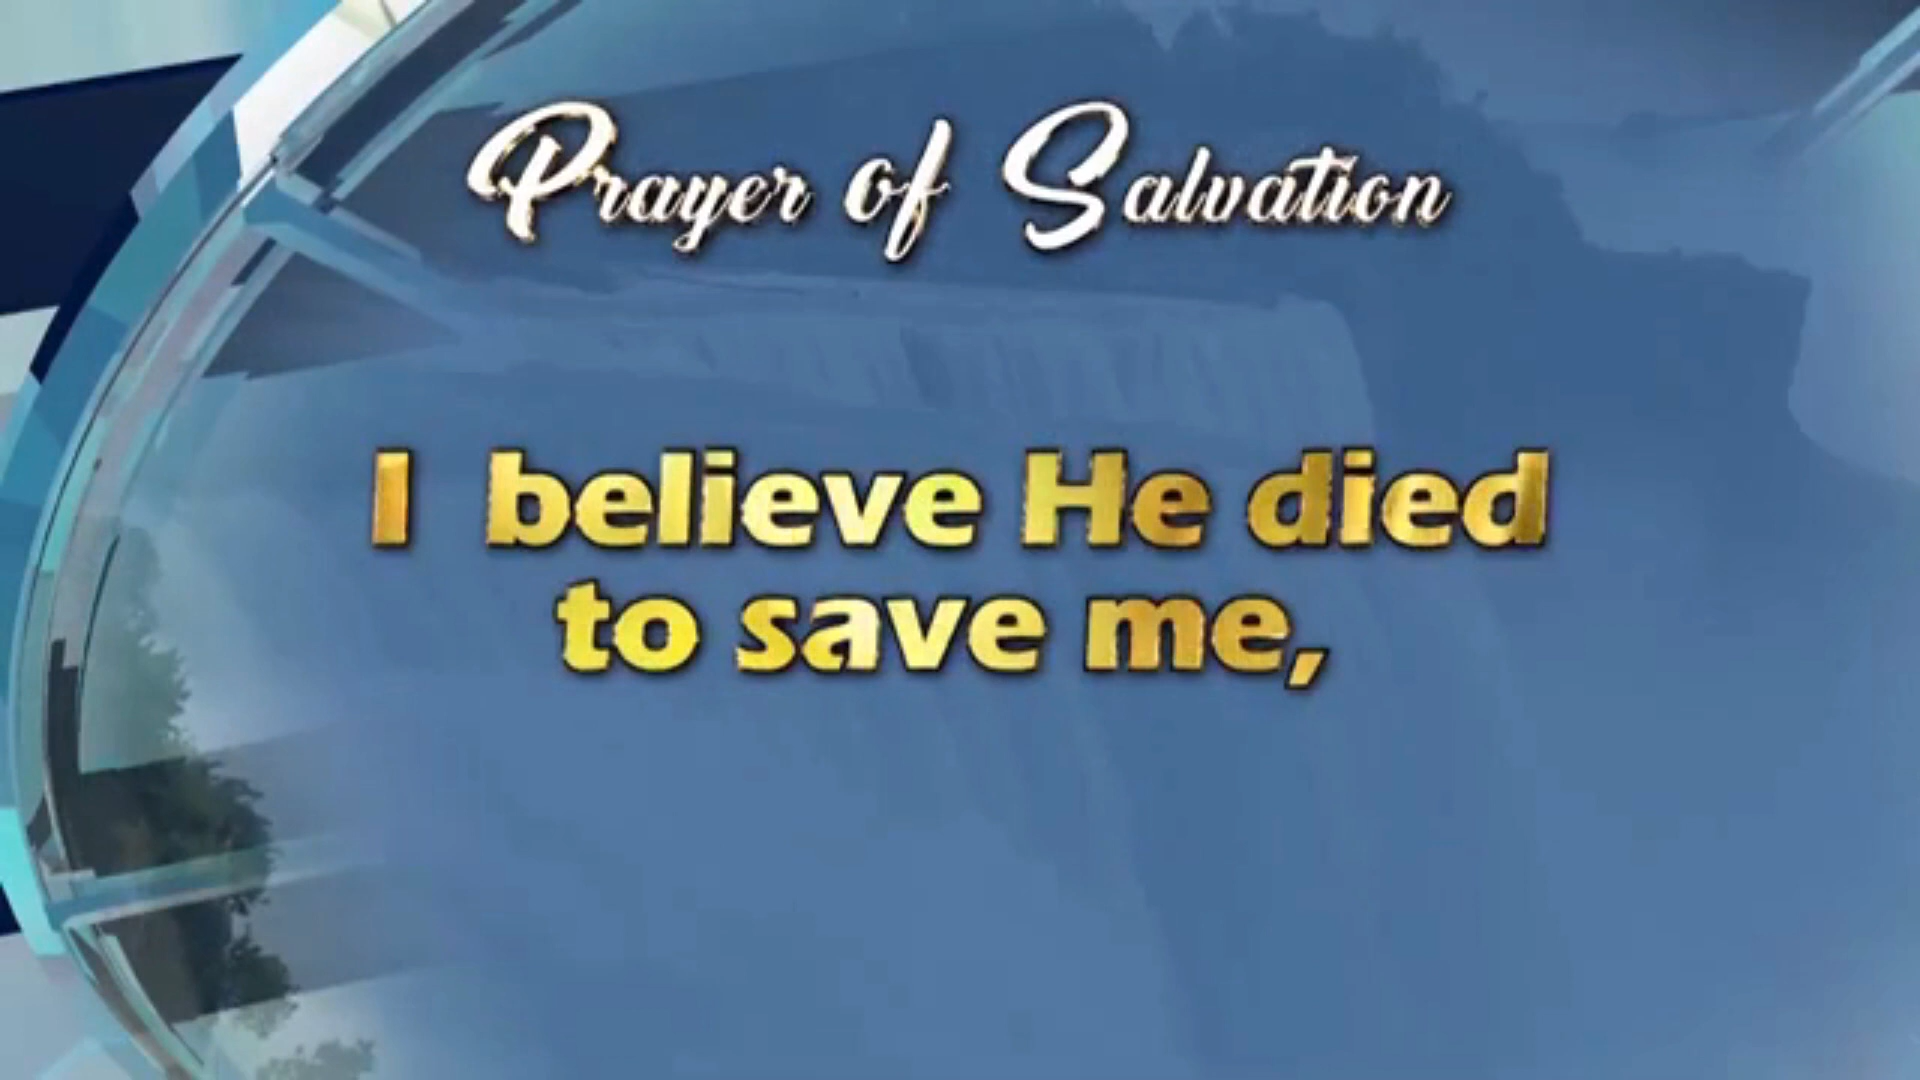 Prayer of Salvation
I believe He died
to save me,